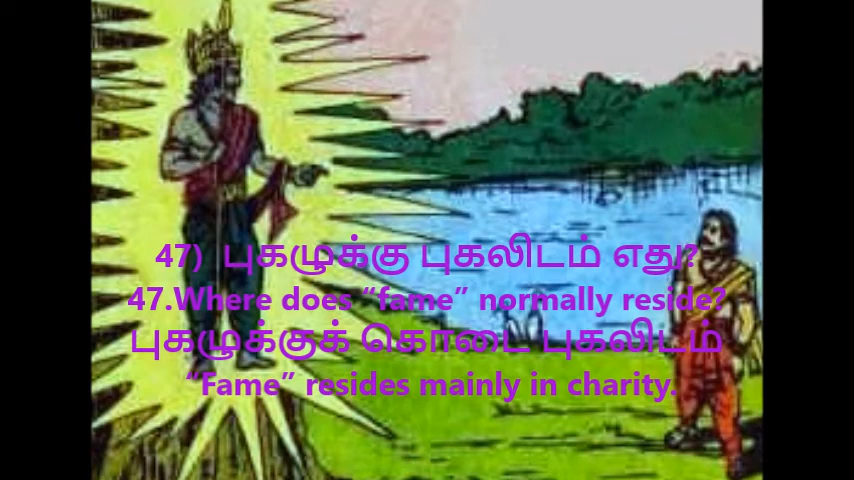 47)  புகழுக்கு புகலிடம் எது?
47.Where does “fame” normally reside?
புகழுக்குக் கொடை புகலிடம்
“Fame” resides mainly in charity.